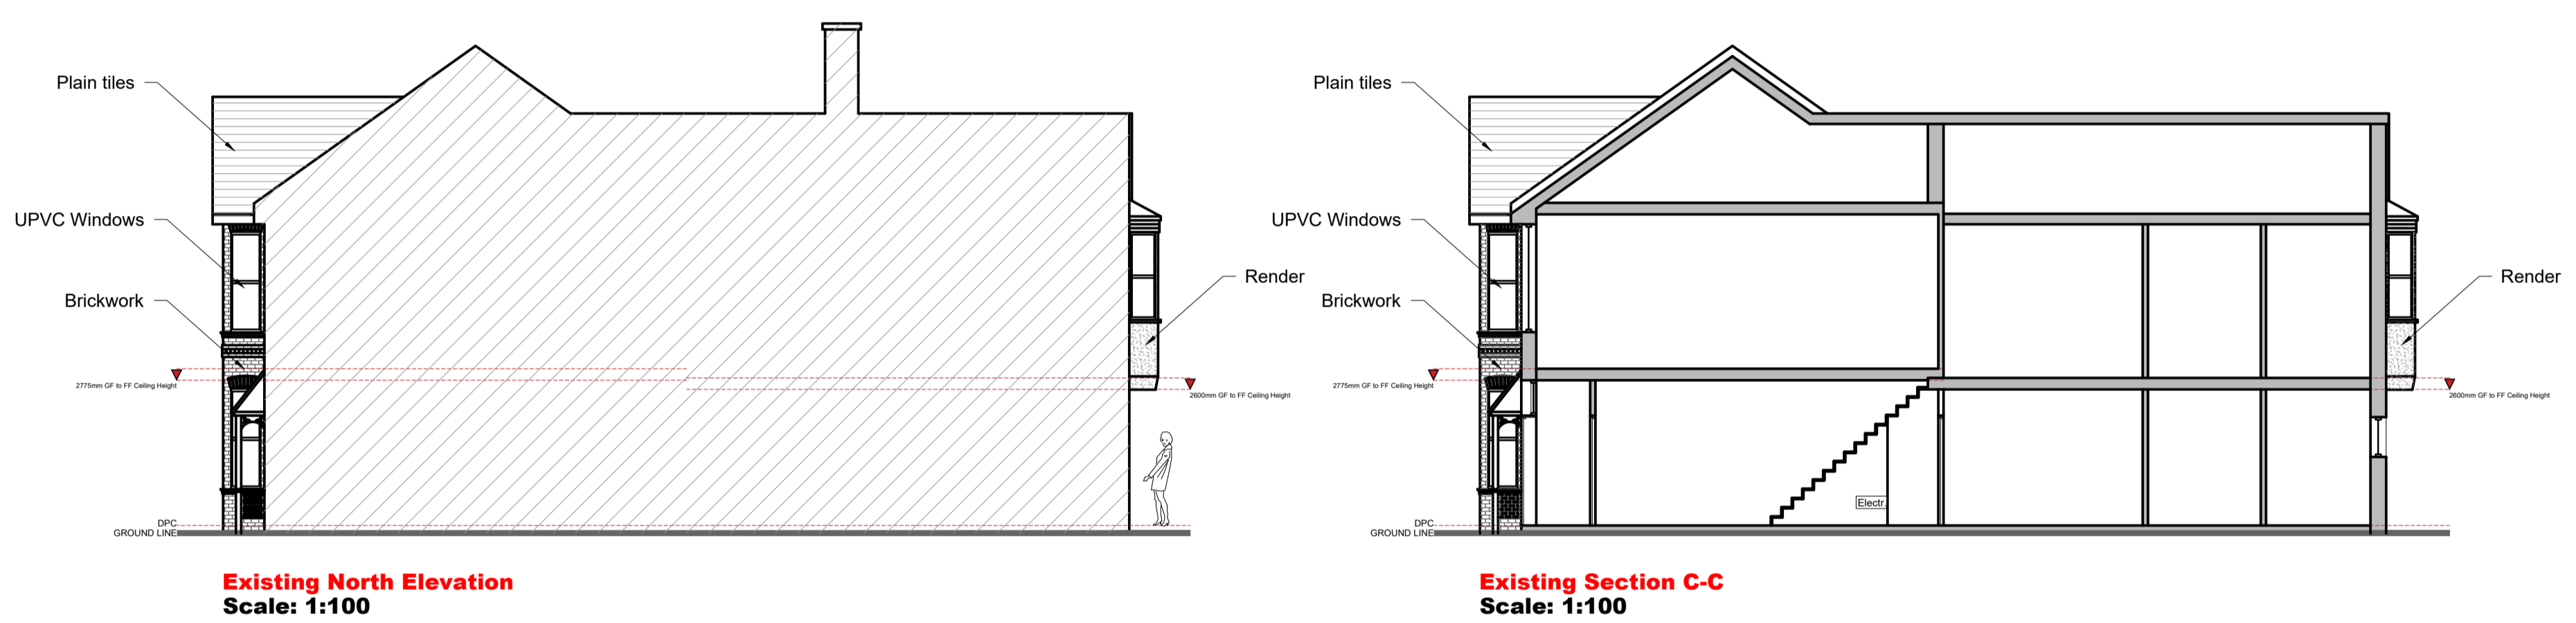 Plain tiles
UPVC Windows
Brickwork
Render
2775mm GF to FF Ceiling Height
2600mm GF to FF Ceiling Height
DPC
GROUND LINE
Existing North Elevation
Scale: 1:100
Plain tiles
UPVC Windows
Brickwork
Render
2775mm GF to FF Ceiling Height
2600mm GF to FF Ceiling Height
Electr.
DPC
GROUND LINE
Existing Section C-C
Scale: 1:100